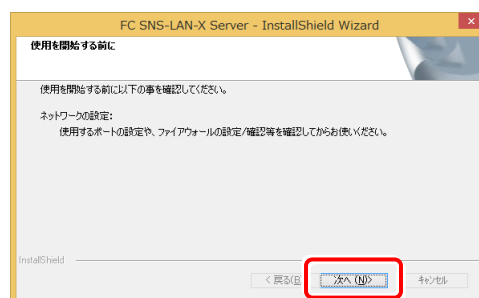 FC SNS-LAN-X Server - InstallShield Wizard
使用を開始する前に
使用を開始する前に以下の事を確認してください。
ネットワークの設定:
使用するポートの設定や、ファイアウォールの設定/確認等を確認してからお使いください。
InstallShield
< 戻る(B) 次へ (N)> キャンセル